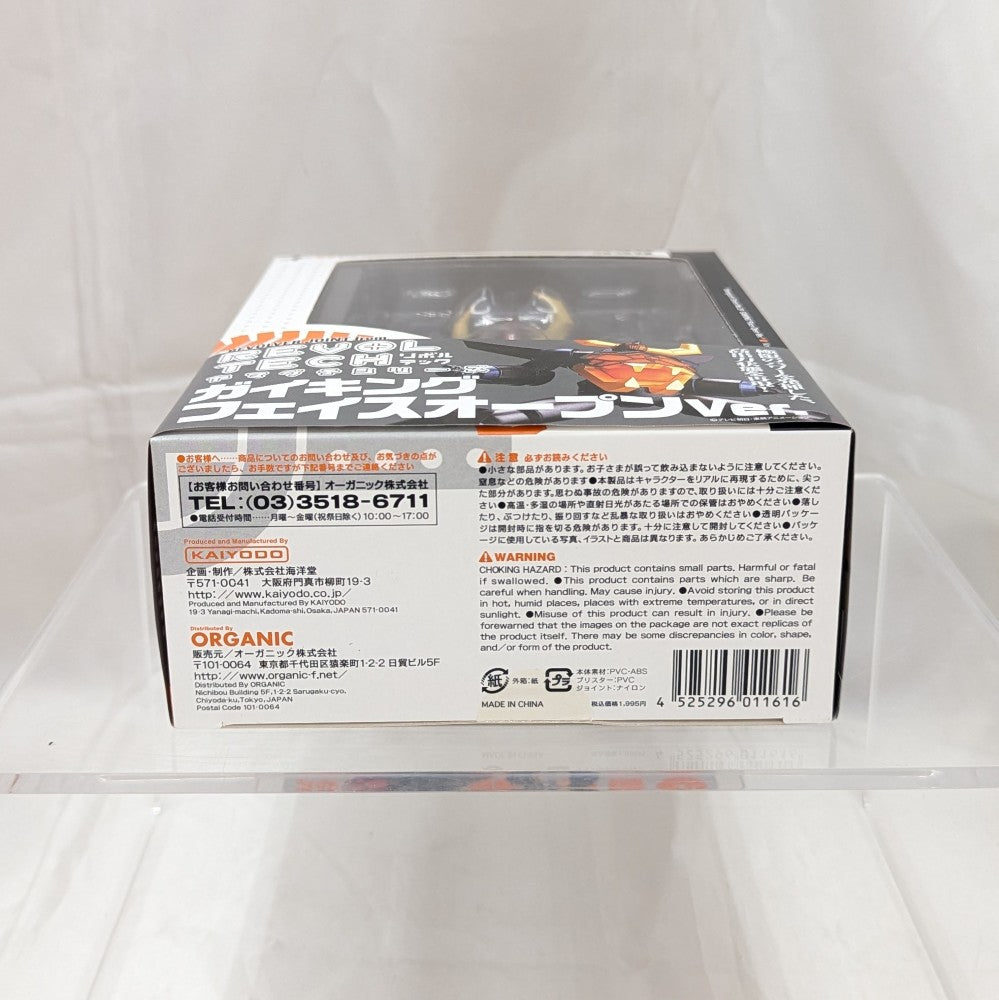 REVOLTECH
リボルテック
ガイキング
フェイスオープンVer.
●お客様へ……商品についてのお問い合わせ及び、お気づきの点が
ございましたら、お手数ですが下記番号までご連絡ください
【お客様お問い合わせ番号】オーガニック株式会社
TEL:(03)3518-6711
●電話受付時間……月曜～金曜(祝祭日除く)10:00～17:00
Produced and Manufactured By
KAIYODO
企画・制作／株式会社海洋堂
〒571-0041 大阪府門真市柳町19-3
http://www.kaiyodo.co.jp/
Produced and Manufactured By KAIYODO
19-3 Yanagi-machi, Kadoma-shi, Osaka, JAPAN 571-0041
Distributed By
ORGANIC
販売元／オーガニック株式会社
〒101-0064 東京都千代田区猿楽町1-2-2 日貿ビル5F
http://www.organic-f.net/
Distributed By ORGANIC
Nichibou Building 5F, 1-2-2 Sarugaku-cyo,
Chiyoda-ku, Tokyo, JAPAN
Postal Code 101-0064
注意 必ずお読みください
●小さな部品があります。お子さまが誤って飲み込まないように注意してください。
窒息などの危険があります●本製品はキャラクターをリアルに再現するために、尖っ
た部分があります。思わぬ事故の危険がありますので、取り扱いには十分ご注意くだ
さい●高温・多湿の場所や直射日光があたる場所での保管はおやめください●落し
たり、ぶつけたり、振り回すなど乱暴な取り扱いはおやめください●透明パッケー
ジは開封時に指を切る危険があります。十分に注意して開封してください●パッケー
ジに使用している写真、イラストと商品は異なります。あらかじめご了承ください。
WARNING
CHOKING HAZARD : This product contains small parts. Harmful or fatal
if swallowed. ●This product contains parts which are sharp. Be
careful when handling. May cause injury. ●Avoid storing this product
in hot, humid places, places with extreme temperatures, or in direct
sunlight. ●Misuse of this product can result in injury. ●Please be
forewarned that the images on the package are not exact replicas of
the product itself. There may be some discrepancies in color, shape,
and/or form of the product.
紙 外箱:紙 プラ 本体素材:PVC・ABS
ブリスター:PVC
ジョイント:ナイロン
MADE IN CHINA 税込価格1,995円
4 525296 011616